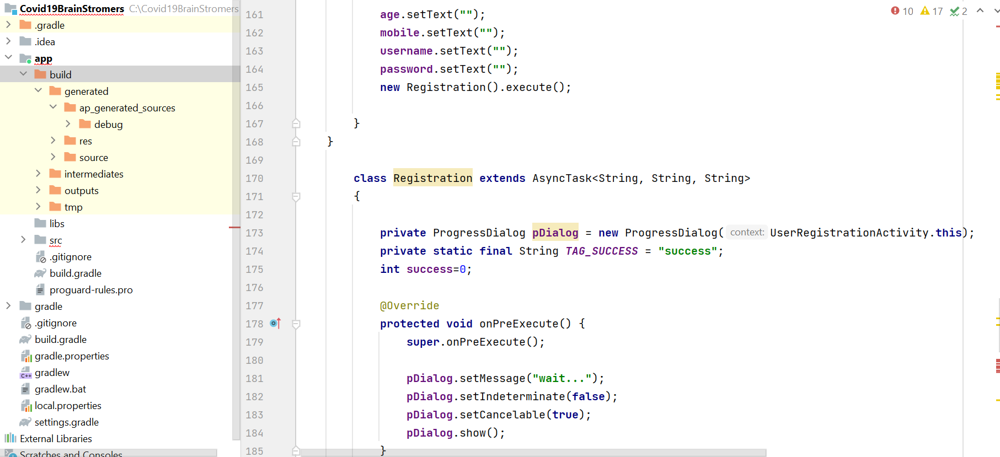 Covid19BrainStromers C:\Covid19BrainStromers
.gradle
.idea
app
build
generated
ap_generated_sources
debug
res
source
intermediates
outputs
tmp
libs
src
.gitignore
build.gradle
proguard-rules.pro
gradle
.gitignore
build.gradle
gradle.properties
C++ gradlew
gradlew.bat
local.properties
settings.gradle
External Libraries
Scratches and Consoles
10 17 2
161 age.setText("");
162 mobile.setText("");
163 username.setText("");
164 password.setText("");
165 new Registration().execute();
166
167 }
168 }
169
170 class Registration extends AsyncTask<String, String, String>
171 {
172
173 private ProgressDialog pDialog = new ProgressDialog( context: UserRegistrationActivity.this);
174 private static final String TAG_SUCCESS = "success";
175 int success=0;
176
177 @Override
178 protected void onPreExecute() {
179 super.onPreExecute();
180
181 pDialog.setMessage("wait...");
182 pDialog.setIndeterminate(false);
183 pDialog.setCancelable(true);
184 pDialog.show();
185 }